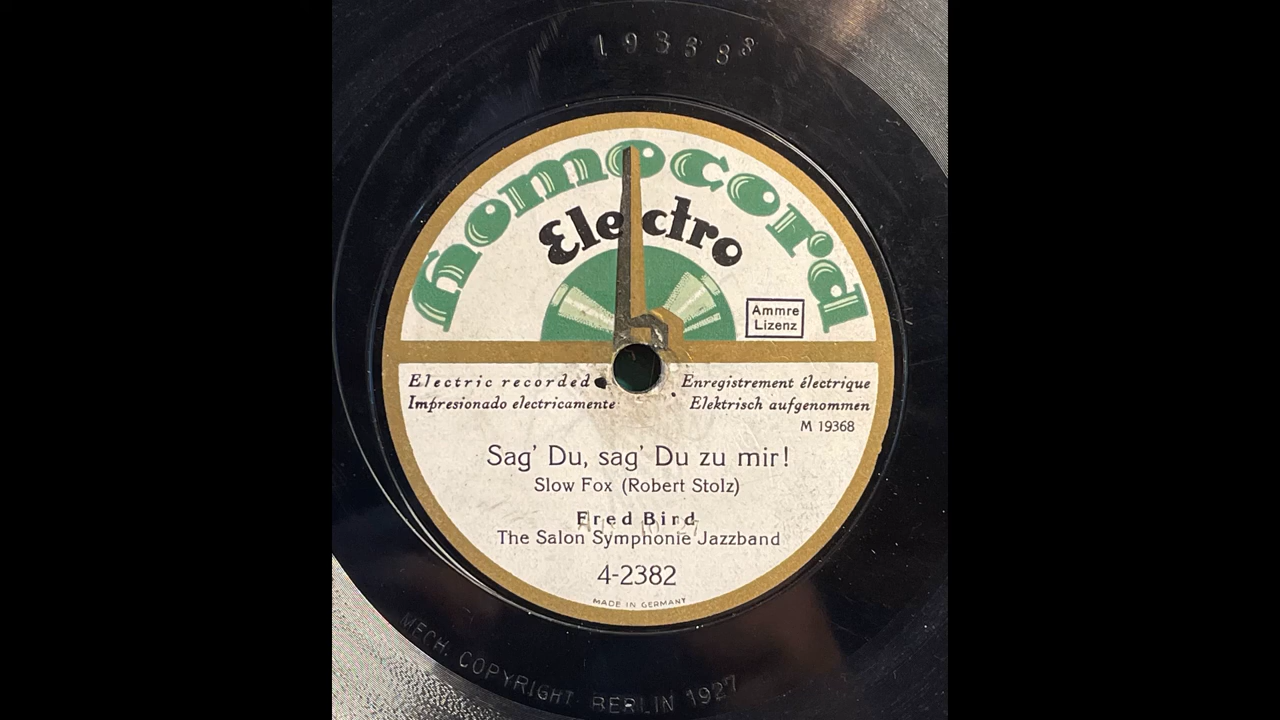 19368
homocord
Electro
Ammre
Lizenz
Electric recorded
Enregistrement électrique
Impresionado electricamente
Elektrisch aufgenommen
M 19368
Sag' Du, sag' Du zu mir!
Slow Fox (Robert Stolz)
Fred Bird
The Salon Symphonie Jazzband
4-2382
MADE IN GERMANY
MECH. COPYRIGHT BERLIN 1927